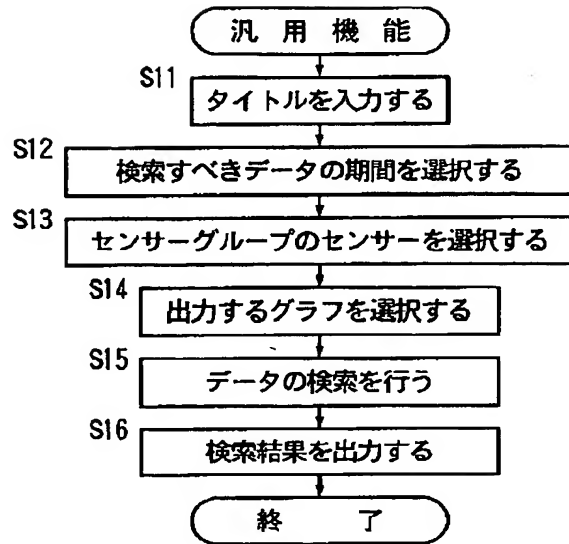 汎用機能
S11
タイトルを入力する
S12
検索すべきデータの期間を選択する
S13
センサーグループのセンサーを選択する
S14
出力するグラフを選択する
S15
データの検索を行う
S16
検索結果を出力する
終了